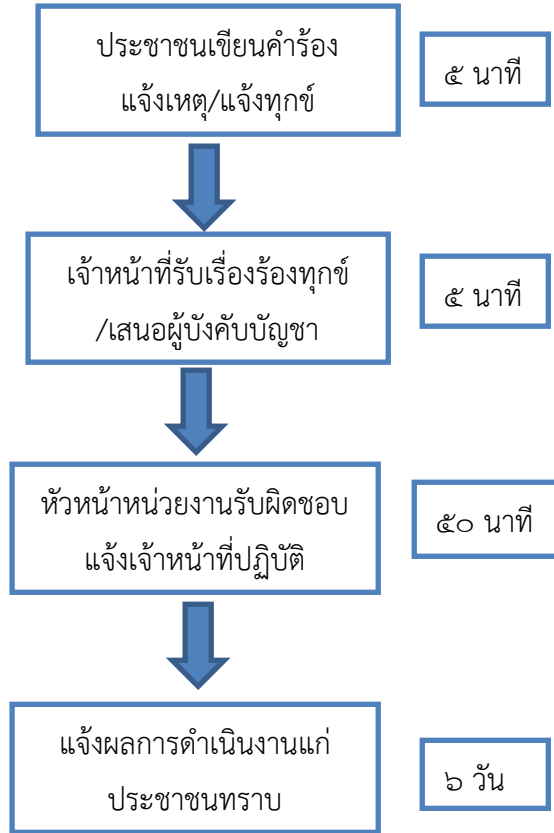 ประชาชนเขียนคำร้อง
แจ้งเหตุ/แจ้งทุกข์
๕ นาที
เจ้าหน้าที่รับเรื่องร้องทุกข์
/เสนอผู้บังคับบัญชา
๕ นาที
หัวหน้าหน่วยงานรับผิดชอบ
แจ้งเจ้าหน้าที่ปฏิบัติ
๕๐ นาที
แจ้งผลการดำเนินงานแก่
ประชาชนทราบ
๖ วัน